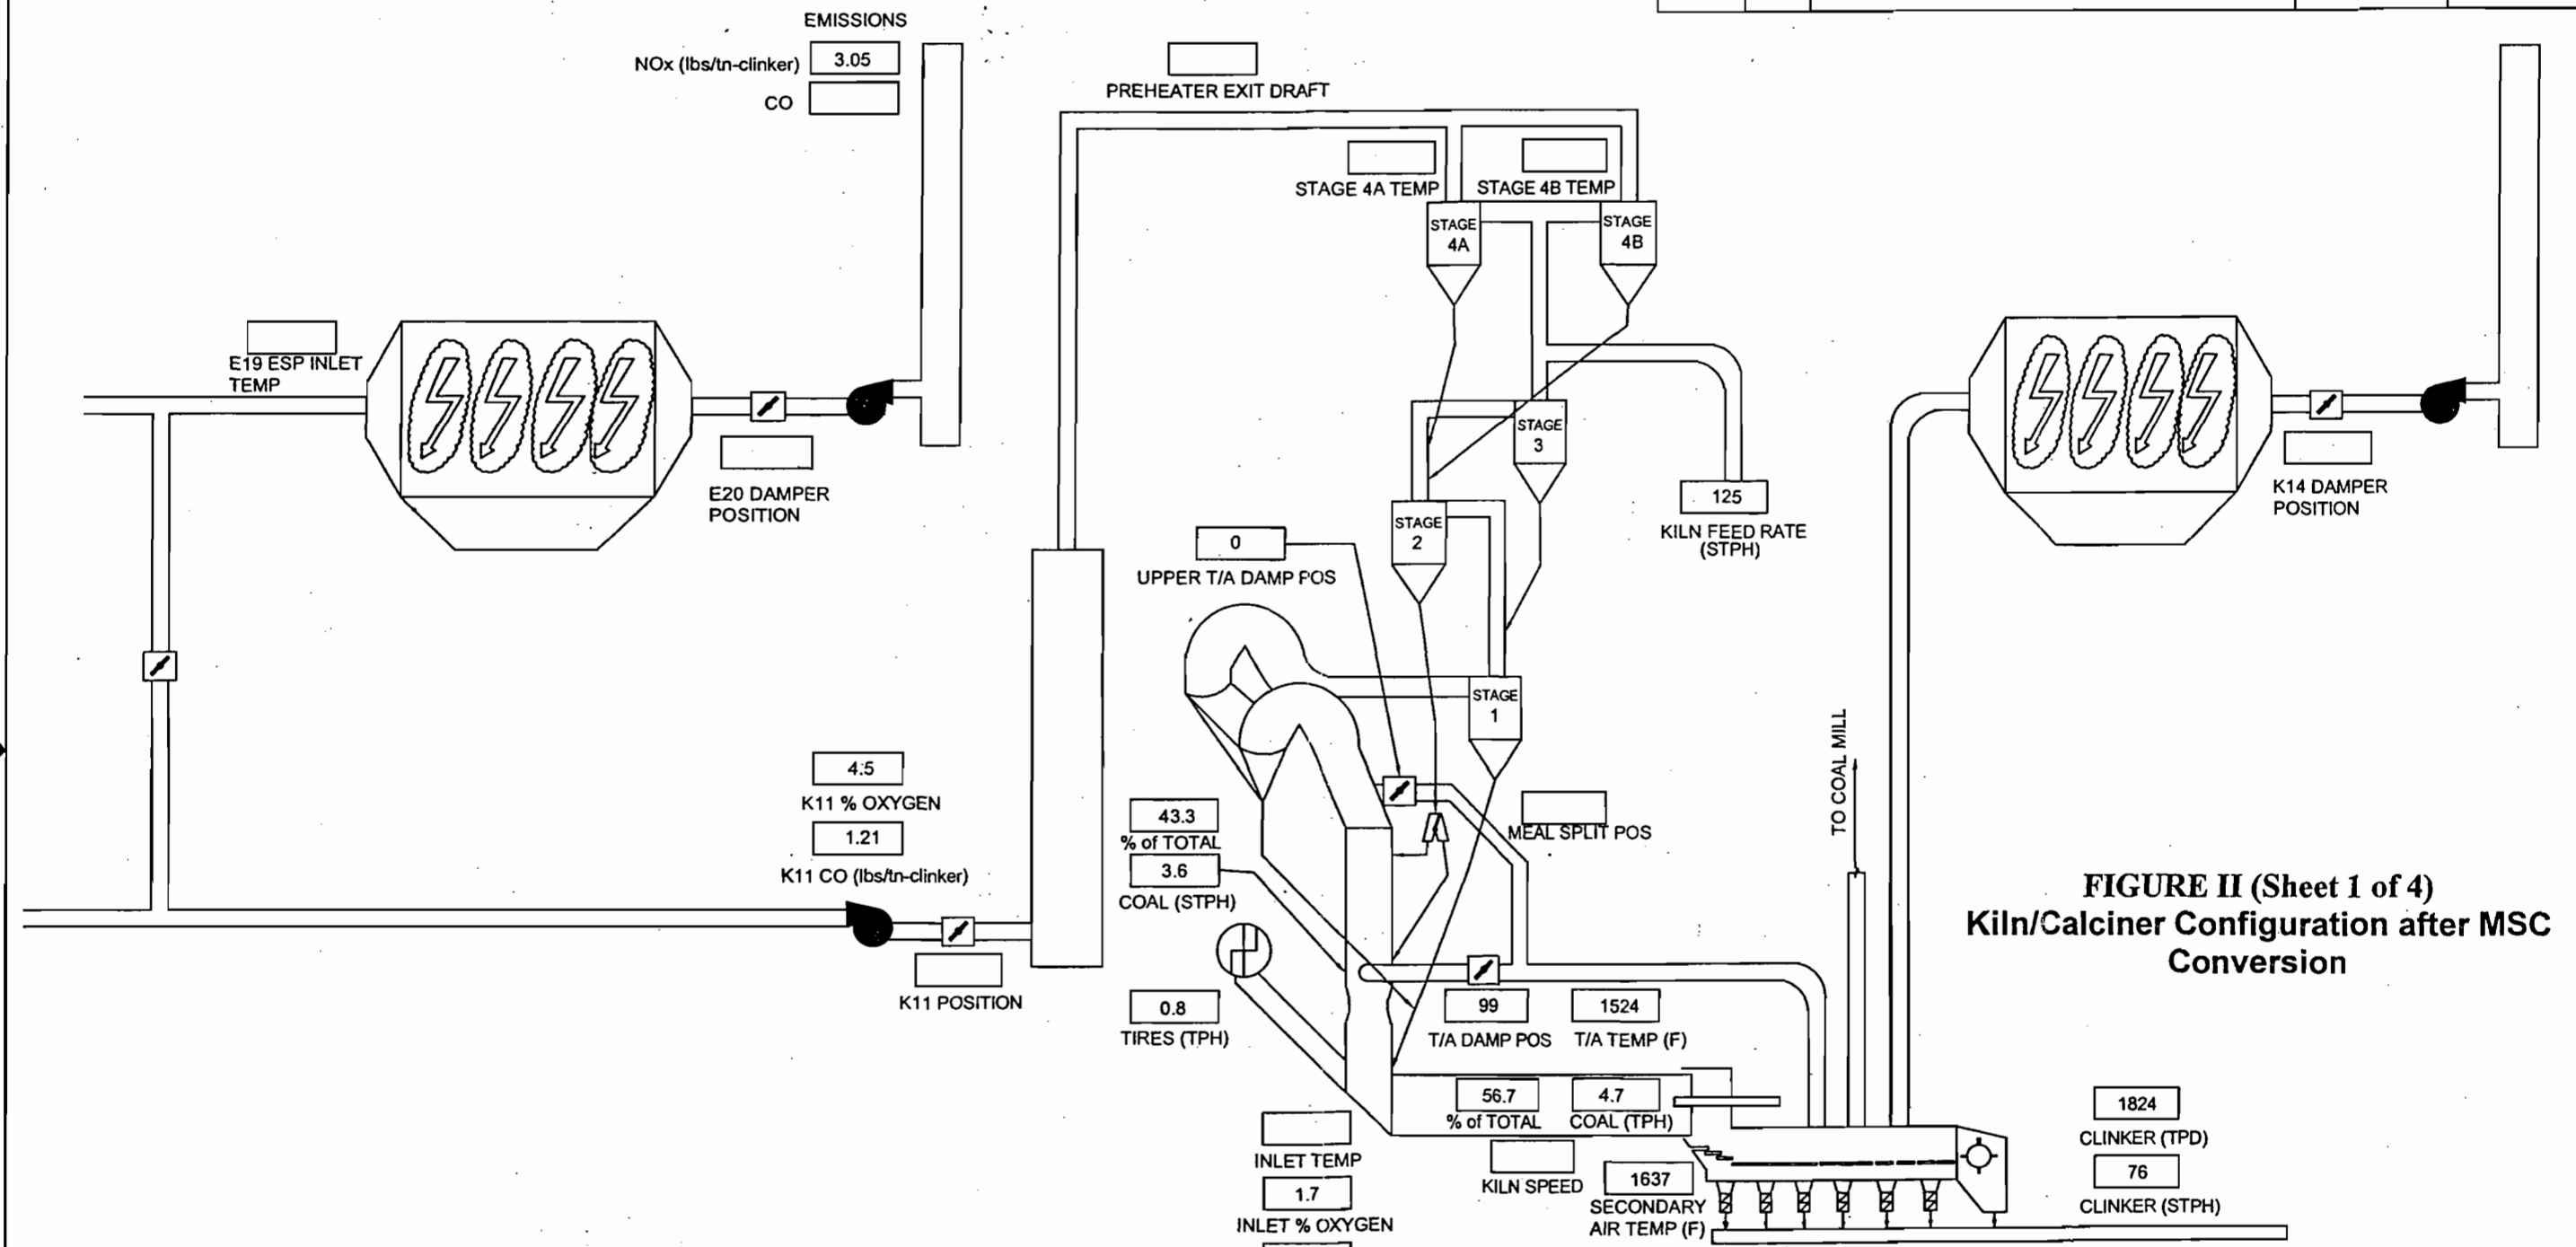 EMISSIONS
NOx (lbs/tn-clinker)
3.05
CO
PREHEATER EXIT DRAFT
STAGE 4A TEMP
STAGE 4B TEMP
STAGE
4A
STAGE
4B
E19 ESP INLET
TEMP
E20 DAMPER
POSITION
STAGE
3
K14 DAMPER
POSITION
125
KILN FEED RATE
(STPH)
STAGE
2
0
UPPER T/A DAMP POS
STAGE
1
TO COAL MILL
4.5
K11 % OXYGEN
1.21
K11 CO (lbs/tn-clinker)
43.3
% of TOTAL
3.6
COAL (STPH)
MEAL SPLIT POS
FIGURE II (Sheet 1 of 4)
Kiln/Calciner Configuration after MSC
Conversion
K11 POSITION
0.8
TIRES (TPH)
99
T/A DAMP POS
1524
T/A TEMP (F)
56.7
% of TOTAL
4.7
COAL (TPH)
1824
CLINKER (TPD)
76
CLINKER (STPH)
INLET TEMP
1.7
INLET % OXYGEN
KILN SPEED
1637
SECONDARY
AIR TEMP (F)